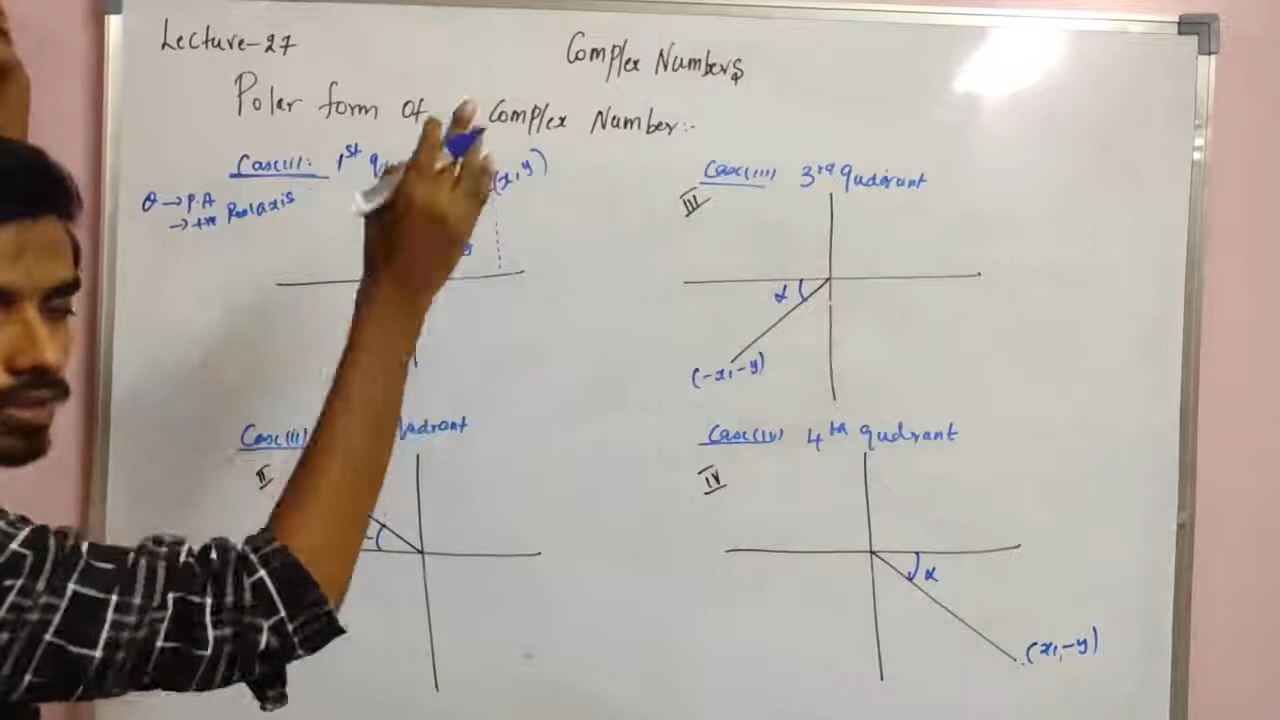 Lecture-27
Complex Numbers
Polar form of Complex Number:-
Case(i): 1st
(x, y)
θ → P.A
→ +ve Real axis
Case(ii) quadrant
II
Case(iii) 3rd Quadrant
III
α
(-x, -y)
Case(iv) 4th qudrant
IV
α
(x, -y)